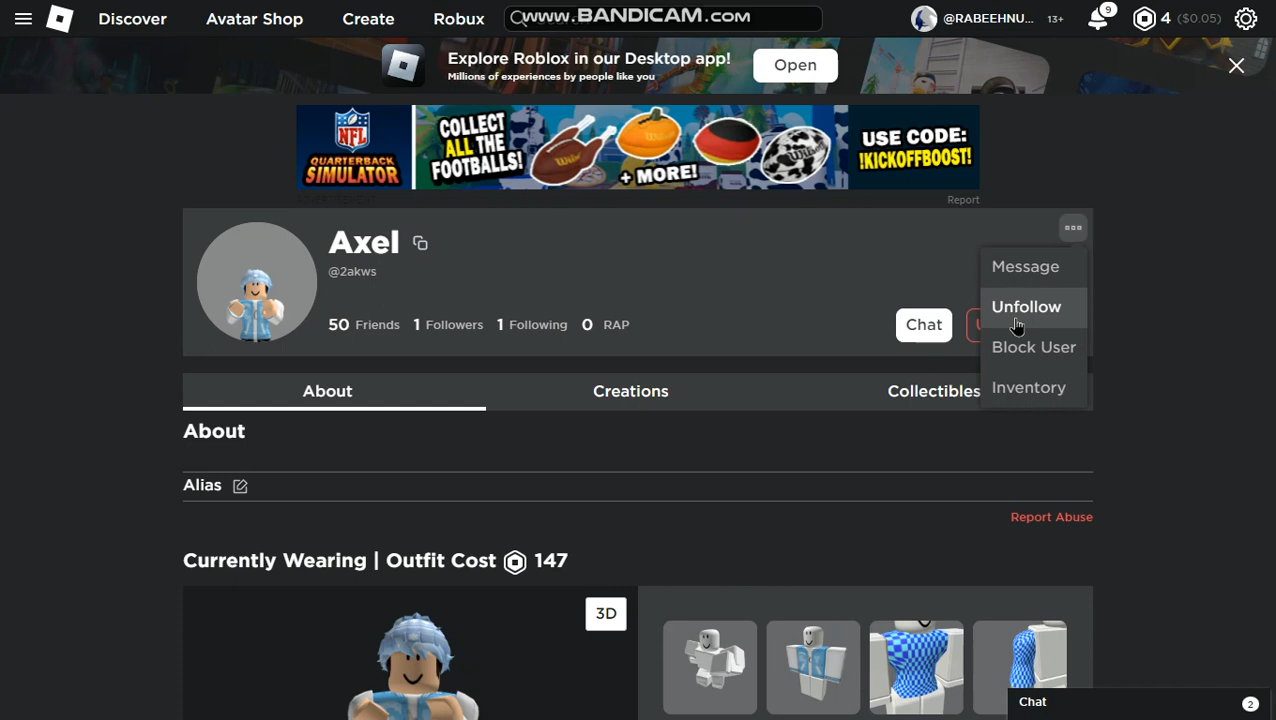 Discover
Avatar Shop
Create
Robux
www.BANDICAM.com
@RABEEHNU...
13+
9
4 ($0.05)
Explore Roblox in our Desktop app!
Millions of experiences by people like you
Open
NFL
QUARTERBACK
SIMULATOR
COLLECT
ALL THE
FOOTBALLS!
+ MORE!
USE CODE:
!KICKOFFBOOST!
Report
Axel
@2akws
50 Friends
1 Followers
1 Following
0 RAP
Chat
Message
Unfollow
Block User
Inventory
About
Creations
Collectibles
About
Alias
Report Abuse
Currently Wearing | Outfit Cost 147
3D
Chat
2